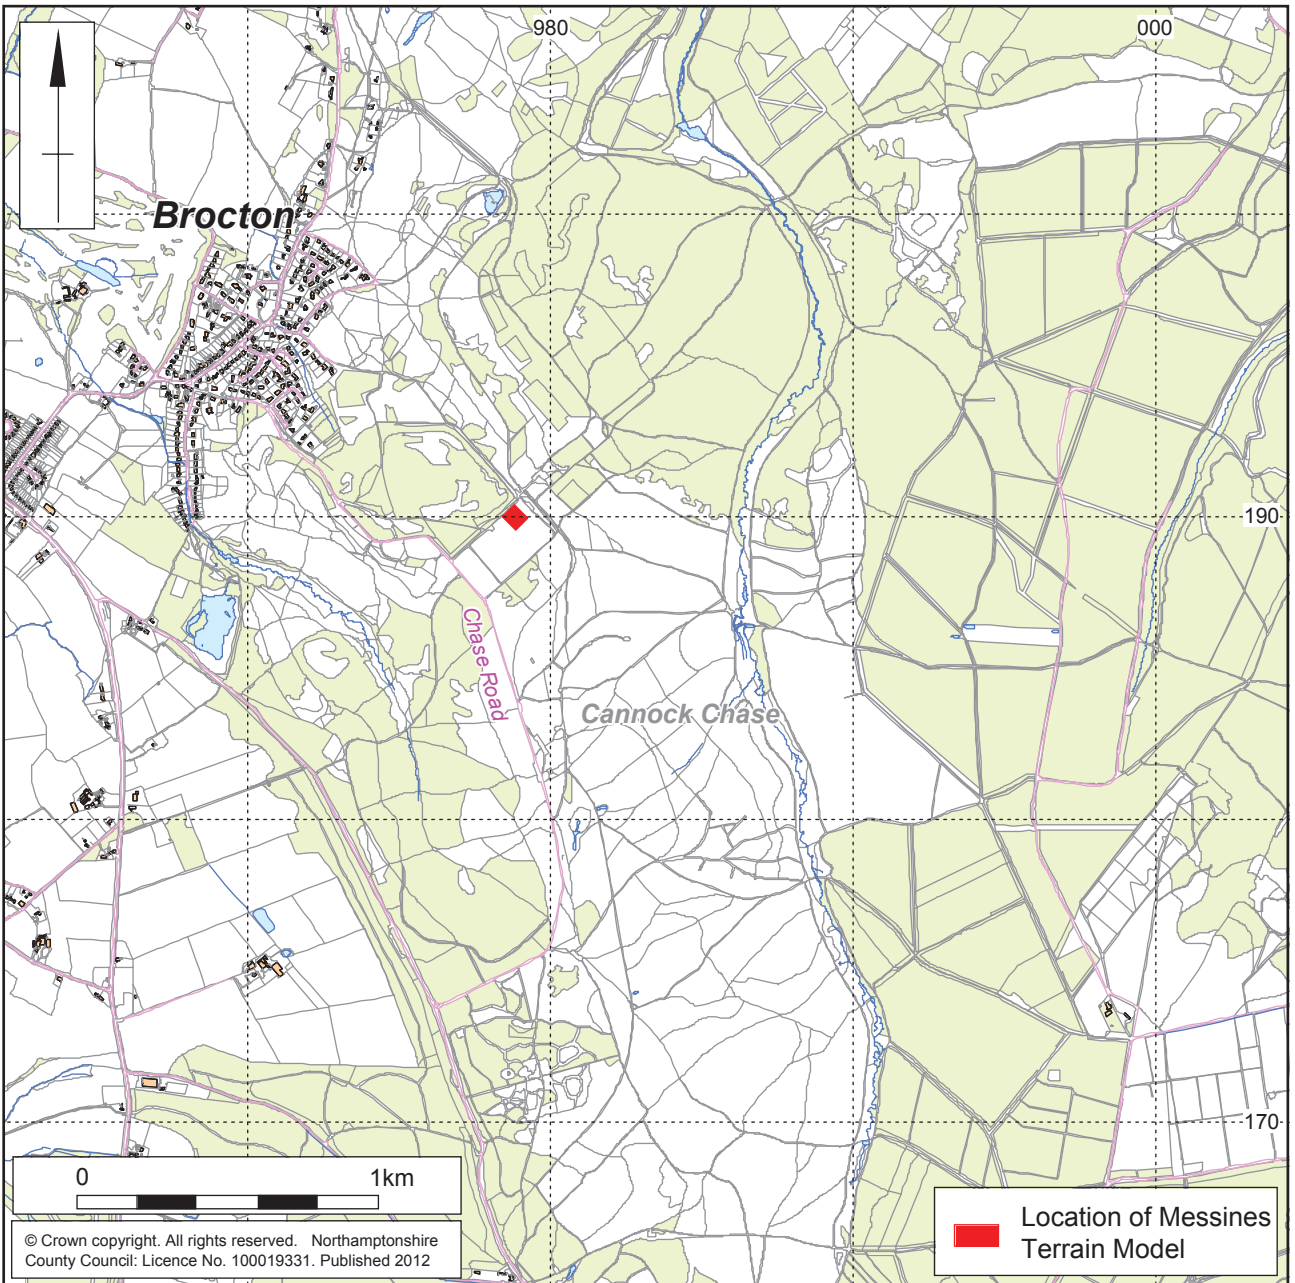 980
000
Brocton
190
Chase Road
Cannock Chase
170
0 1km
© Crown copyright. All rights reserved. Northamptonshire
County Council: Licence No. 100019331. Published 2012
Location of Messines
Terrain Model